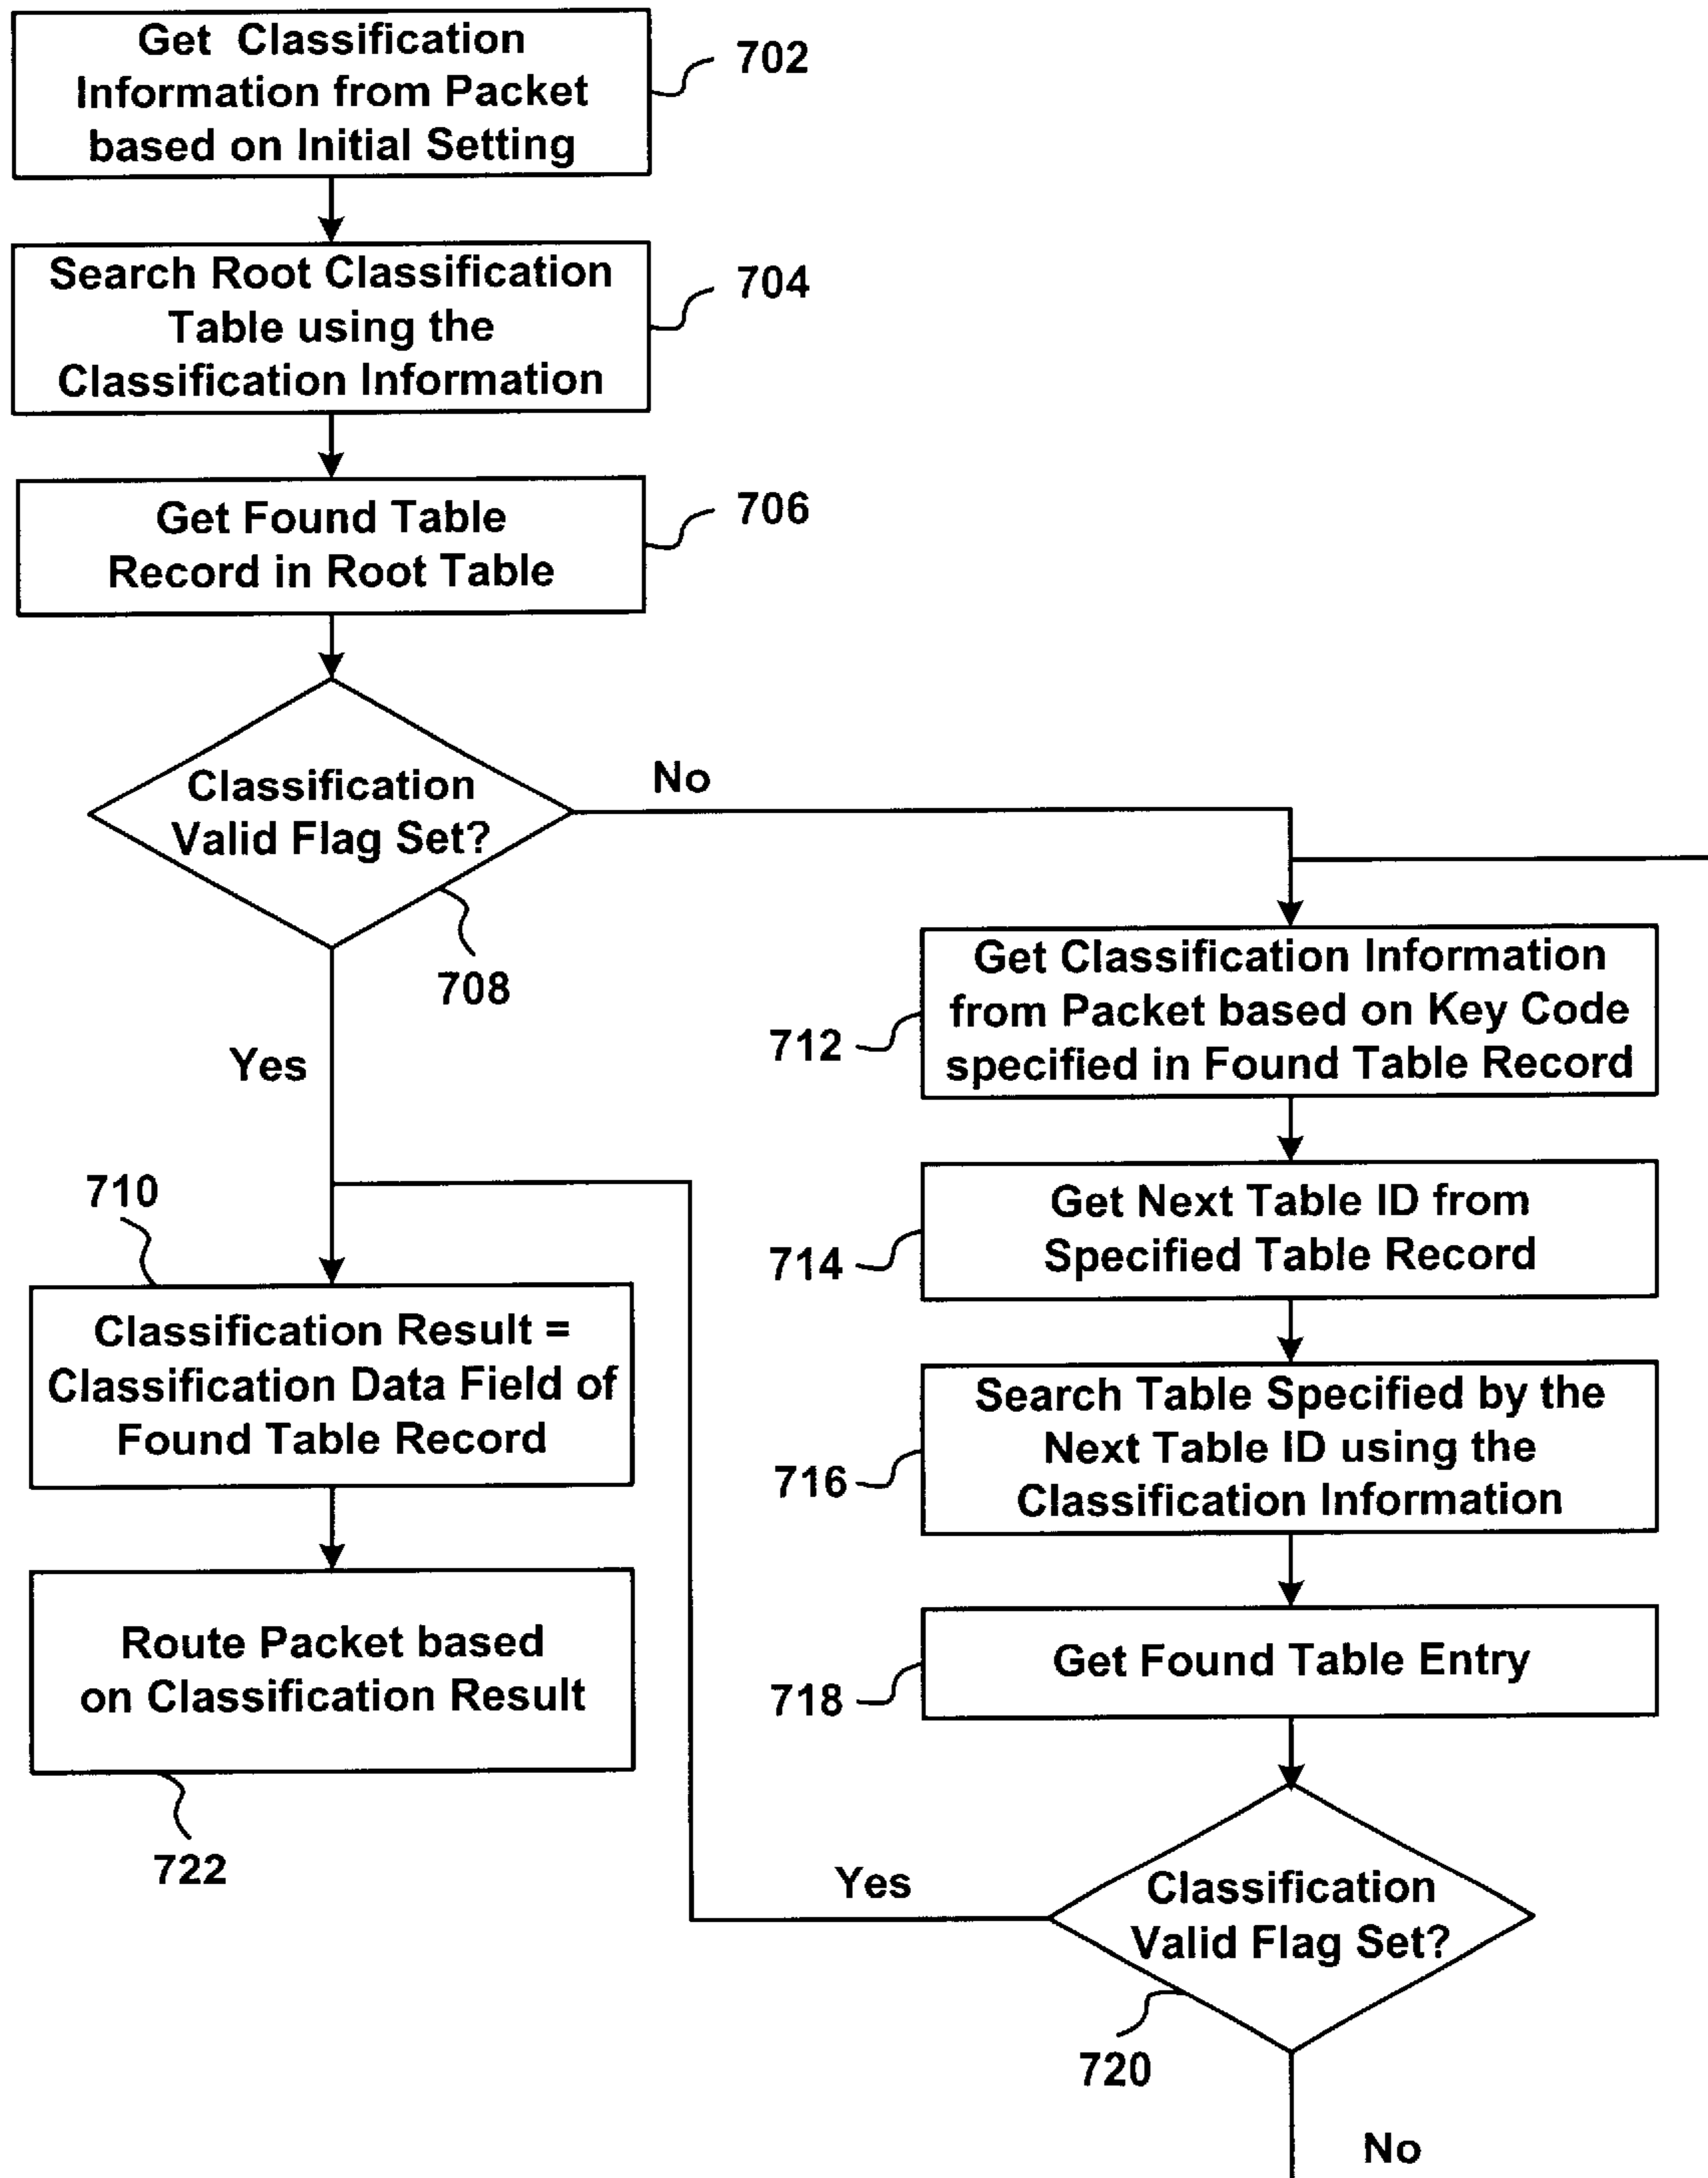 Get Classification
Information from Packet
based on Initial Setting
702
Search Root Classification
Table using the
Classification Information
704
Get Found Table
Record in Root Table
706
Classification
Valid Flag Set?
No
708
Yes
Get Classification Information
from Packet based on Key Code
specified in Found Table Record
712
Get Next Table ID from
Specified Table Record
714
710
Classification Result =
Classification Data Field of
Found Table Record
Search Table Specified by the
Next Table ID using the
Classification Information
716
Route Packet based
on Classification Result
722
Get Found Table Entry
718
Yes
Classification
Valid Flag Set?
720
No